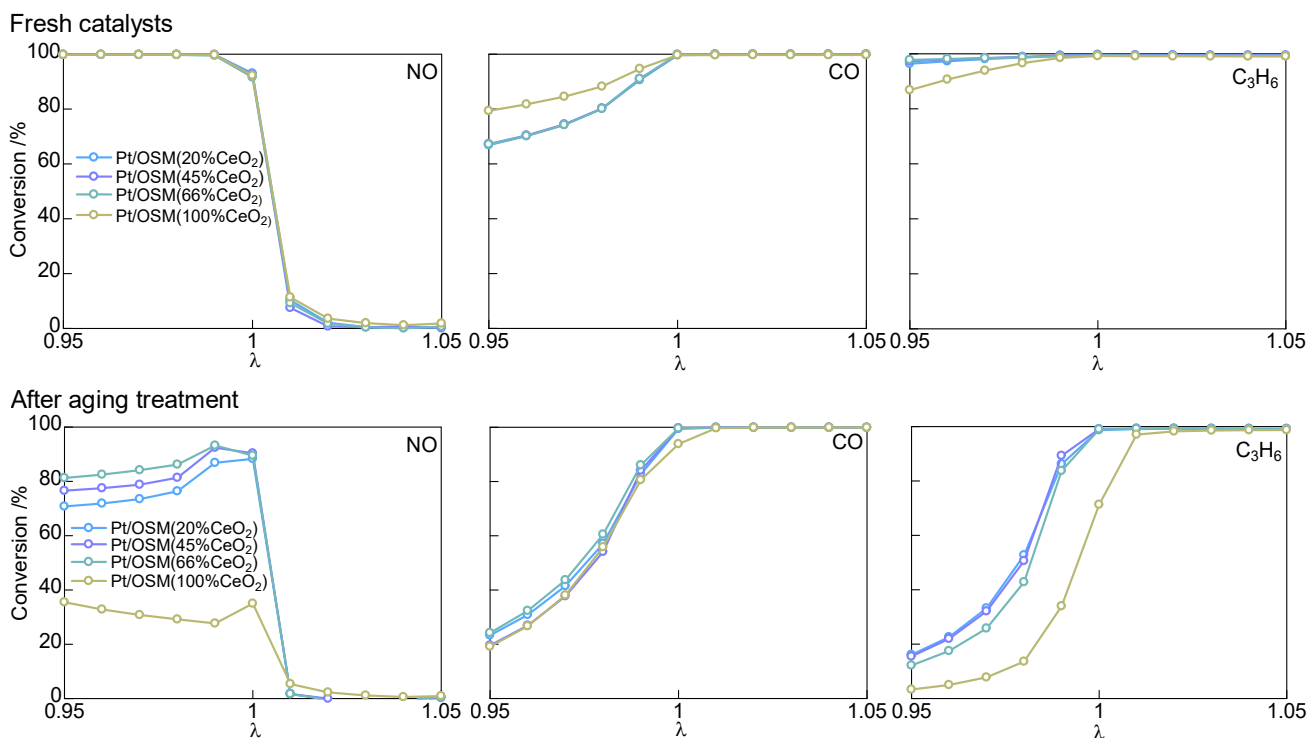 Fresh catalysts
Conversion /%
100
80
60
40
20
0
NO
Pt/OSM(20%CeO₂)
Pt/OSM(45%CeO₂)
Pt/OSM(66%CeO₂)
Pt/OSM(100%CeO₂)
0.95
1
1.05
λ
CO
0.95
1
1.05
λ
C₃H₆
0.95
1
1.05
λ
After aging treatment
Conversion /%
100
80
60
40
20
0
NO
Pt/OSM(20%CeO₂)
Pt/OSM(45%CeO₂)
Pt/OSM(66%CeO₂)
Pt/OSM(100%CeO₂)
0.95
1
1.05
λ
CO
0.95
1
1.05
λ
C₃H₆
0.95
1
1.05
λ